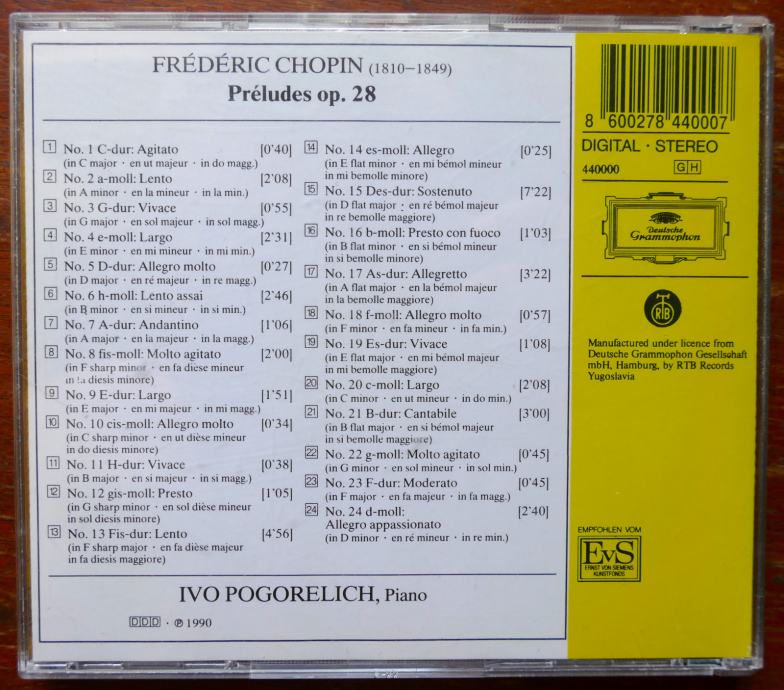 FRÉDÉRIC CHOPIN (1810–1849)
Préludes op. 28
1 No. 1 C-dur: Agitato [0'40]
(in C major · en ut majeur · in do magg.)
2 No. 2 a-moll: Lento [2'08]
(in A minor · en la mineur · in la min.)
3 No. 3 G-dur: Vivace [0'55]
(in G major · en sol majeur · in sol magg.)
4 No. 4 e-moll: Largo [2'31]
(in E minor · en mi mineur · in mi min.)
5 No. 5 D-dur: Allegro molto [0'27]
(in D major · en ré majeur · in re magg.)
6 No. 6 h-moll: Lento assai [2'46]
(in B minor · en si mineur · in si min.)
7 No. 7 A-dur: Andantino [1'06]
(in A major · en la majeur · in la magg.)
8 No. 8 fis-moll: Molto agitato [2'00]
(in F sharp minor · en fa dièse mineur
in la diesis minore)
9 No. 9 E-dur: Largo [1'51]
(in E major · en mi majeur · in mi magg.)
10 No. 10 cis-moll: Allegro molto [0'34]
(in C sharp minor · en ut dièse mineur
in do diesis minore)
11 No. 11 H-dur: Vivace [0'38]
(in B major · en si majeur · in si magg.)
12 No. 12 gis-moll: Presto [1'05]
(in G sharp minor · en sol dièse mineur
in sol diesis minore)
13 No. 13 Fis-dur: Lento [4'56]
(in F sharp major · en fa dièse majeur
in fa diesis maggiore)
14 No. 14 es-moll: Allegro [0'25]
(in E flat minor · en mi bémol mineur
in mi bemolle minore)
15 No. 15 Des-dur: Sostenuto [7'22]
(in D flat major · en ré bémol majeur
in re bemolle maggiore)
16 No. 16 b-moll: Presto con fuoco [1'03]
(in B flat minor · en si bémol mineur
in si bemolle minore)
17 No. 17 As-dur: Allegretto [3'22]
(in A flat major · en la bémol majeur
in la bemolle maggiore)
18 No. 18 f-moll: Allegro molto [0'57]
(in F minor · en fa mineur · in fa min.)
19 No. 19 Es-dur: Vivace [1'08]
(in E flat major · en mi bémol majeur
in mi bemolle maggiore)
20 No. 20 c-moll: Largo [2'08]
(in C minor · en ut mineur · in do min.)
21 No. 21 B-dur: Cantabile [3'00]
(in B flat major · en si bémol majeur
in si bemolle maggiore)
22 No. 22 g-moll: Molto agitato [0'45]
(in G minor · en sol mineur · in sol min.)
23 No. 23 F-dur: Moderato [0'45]
(in F major · en fa majeur · in fa magg.)
24 No. 24 d-moll: [2'40]
Allegro appassionato
(in D minor · en ré mineur · in re min.)
IVO POGORELICH, Piano
DDD · ℗ 1990
8 600278 440007
DIGITAL · STEREO
440000 GH
Deutsche
Grammophon
RTB
Manufactured under licence from
Deutsche Grammophon Gesellschaft
mbH, Hamburg, by RTB Records
Yugoslavia
EMPFOHLEN VOM
EvS
ERNST VON SIEMENS
KUNSTFONDS